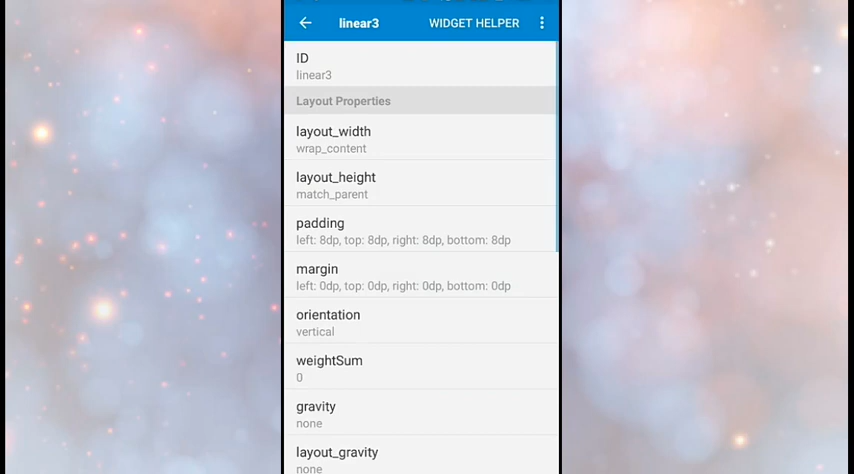 linear3 WIDGET HELPER
ID
linear3
Layout Properties
layout_width
wrap_content
layout_height
match_parent
padding
left: 8dp, top: 8dp, right: 8dp, bottom: 8dp
margin
left: 0dp, top: 0dp, right: 0dp, bottom: 0dp
orientation
vertical
weightSum
0
gravity
none
layout_gravity
none